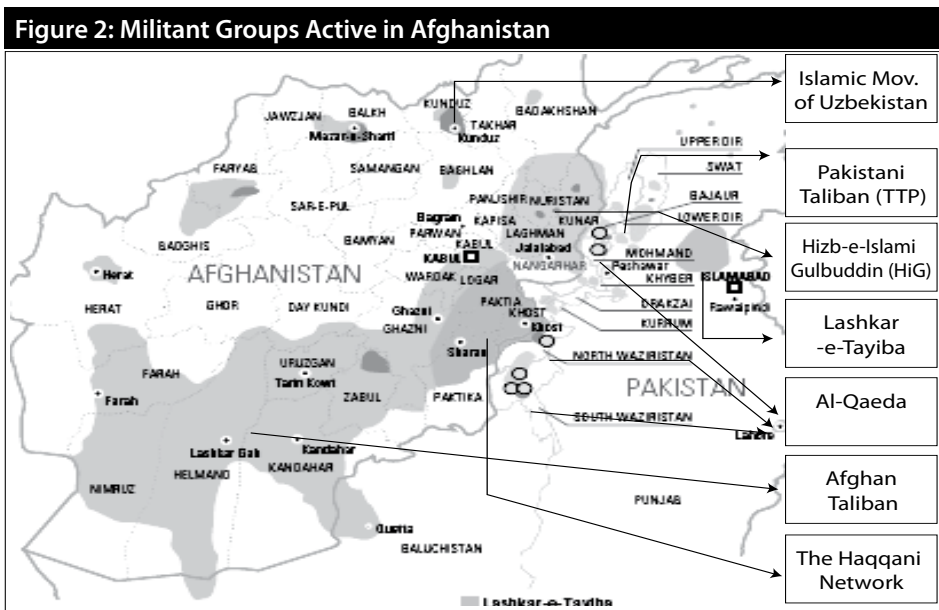 Figure 2: Militant Groups Active in Afghanistan
Islamic Mov.
of Uzbekistan
Pakistani
Taliban (TTP)
Hizb-e-Islami
Gulbuddin (HiG)
Lashkar
-e-Tayiba
Al-Qaeda
Afghan
Taliban
The Haqqani
Network
KUNDUZ
BADAKHSHAN
JAWZJAN
BALKH
TAKHAR
Mazar-e-Sharif
Kunduz
UPPER DIR
FARYAB
SAMANGAN
BAGHLAN
SWAT
SAR-E-PUL
PANJSHIR
NURISTAN
BAJAUR
Bagram
KAPISA
KUNAR
LOWER DIR
BADGHIS
BAMYAN
PARWAN
LAGHMAN
KABUL
Jalalabad
MOHMAND
KABUL
NANGARHAR
Peshawar
ISLAMABAD
Herat
AFGHANISTAN
WARDAK
LOGAR
KHYBER
HERAT
GHOR
DAY KUNDI
PAKTIA
ORAKZAI
Rawalpindi
Ghazni
KHOST
KURRUM
GHAZNI
Khost
Sharan
NORTH WAZIRISTAN
URUZGAN
FARAH
Tarin Kowt
PAKISTAN
Farah
ZABUL
PAKTIKA
SOUTH WAZIRISTAN
Lahore
Lashkar Gah
Kandahar
HELMAND
KANDAHAR
NIMRUZ
PUNJAB
Quetta
BALUCHISTAN
Lashkar-e-Tayiba